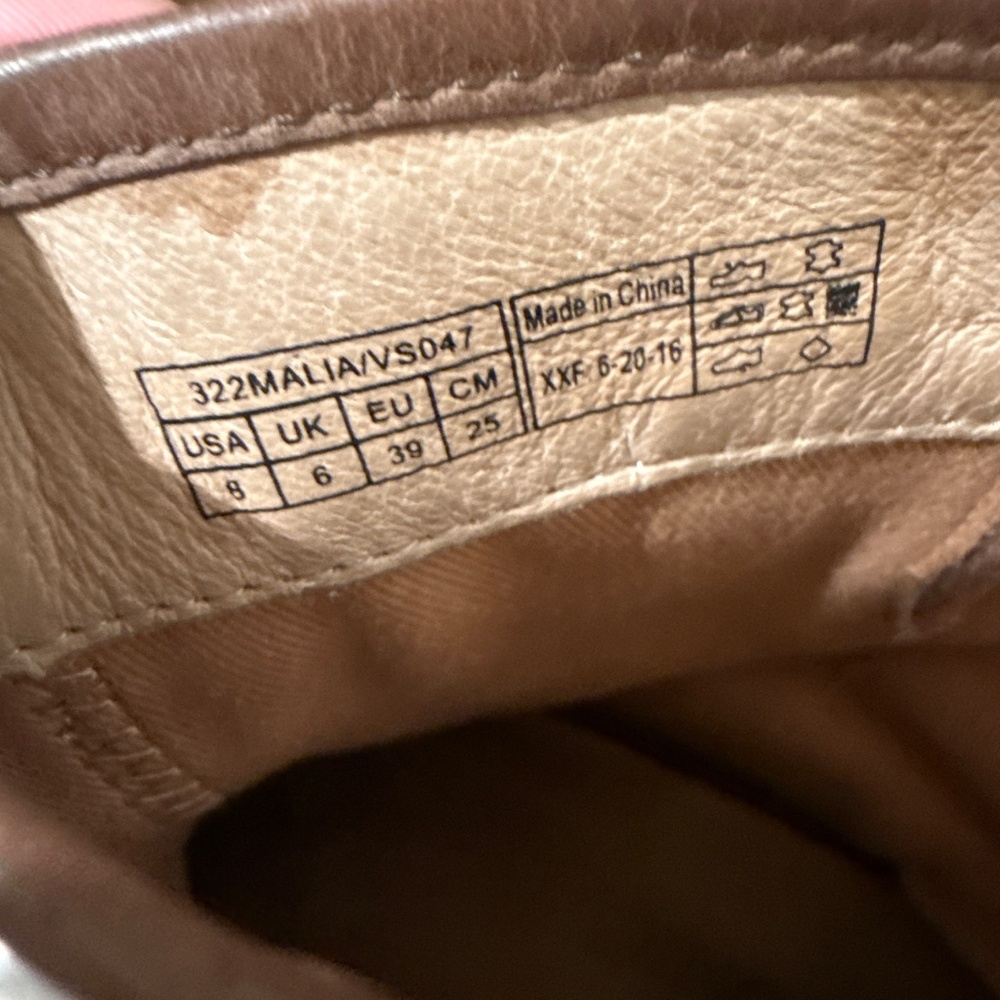 322MALIA/VS047
USA UK EU CM
8 6 39 25
Made in China
XXF 6-20-16